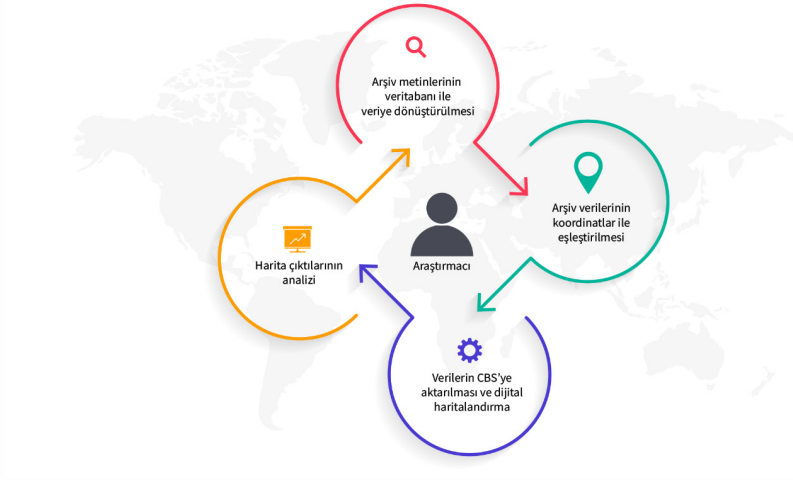 Arşiv metinlerinin
veritabanı ile
veriye dönüştürülmesi
Arşiv verilerinin
koordinatlar ile
eşleştirilmesi
Araştırmacı
Harita çıktılarının
analizi
Verilerin CBS'ye
aktarılması ve dijital
haritalandırma